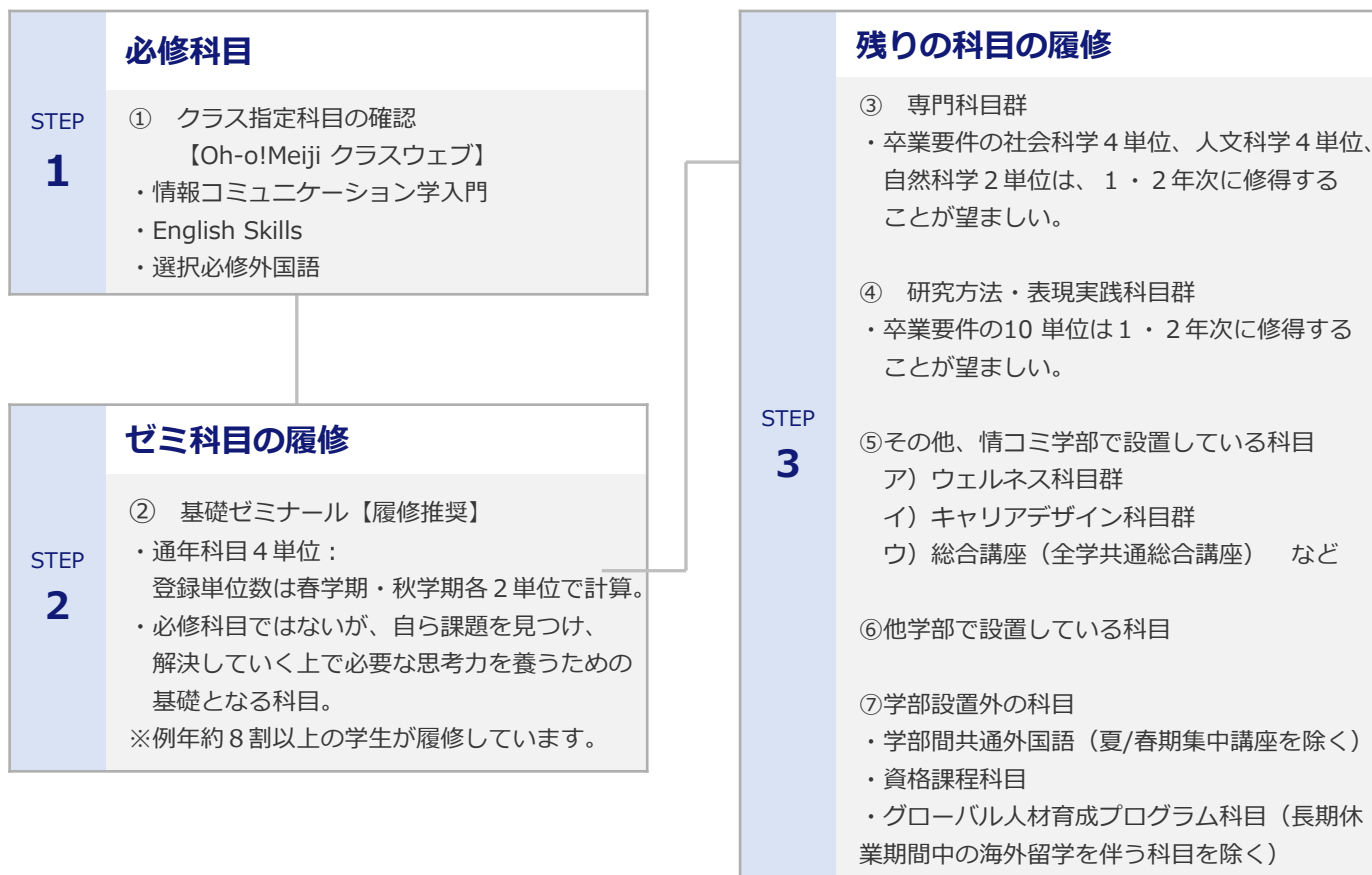 STEP
1
必修科目
① クラス指定科目の確認
【Oh-o!Meiji クラスウェブ】
・情報コミュニケーション学入門
・English Skills
・選択必修外国語
STEP
2
ゼミ科目の履修
② 基礎ゼミナール【履修推奨】
・通年科目４単位：
登録単位数は春学期・秋学期各２単位で計算。
・必修科目ではないが、自ら課題を見つけ、
解決していく上で必要な思考力を養うための
基礎となる科目。
※例年約８割以上の学生が履修しています。
STEP
3
残りの科目の履修
③ 専門科目群
・卒業要件の社会科学４単位、人文科学４単位、
自然科学２単位は、１・２年次に修得する
ことが望ましい。
④ 研究方法・表現実践科目群
・卒業要件の10 単位は１・２年次に修得する
ことが望ましい。
⑤その他、情コミ学部で設置している科目
ア）ウェルネス科目群
イ）キャリアデザイン科目群
ウ）総合講座（全学共通総合講座） など
⑥他学部で設置している科目
⑦学部設置外の科目
・学部間共通外国語（夏/春期集中講座を除く）
・資格課程科目
・グローバル人材育成プログラム科目（長期休
業期間中の海外留学を伴う科目を除く）